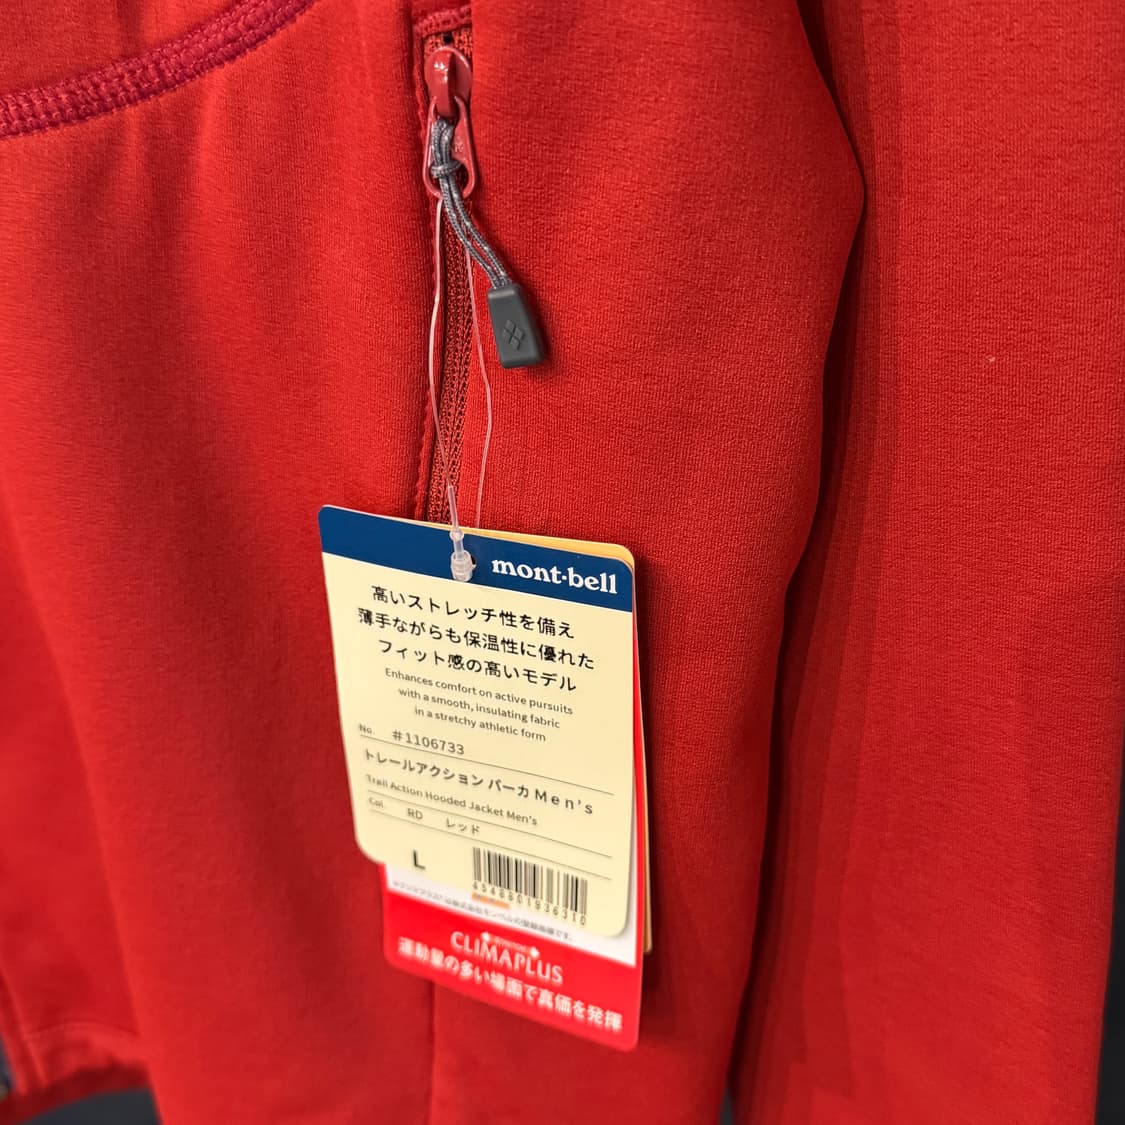 mont-bell
高いストレッチ性を備え
薄手ながらも保温性に優れた
フィット感の高いモデル
Enhances comfort on active pursuits
with a smooth, insulating fabric
in a stretchy athletic form
No. #1106733
トレールアクション パーカ Men's
Trail Action Hooded Jacket Men's
Col. RD レッド
L
4548801936310
CLIMAPLUS
運動量の多い場面で真価を発揮